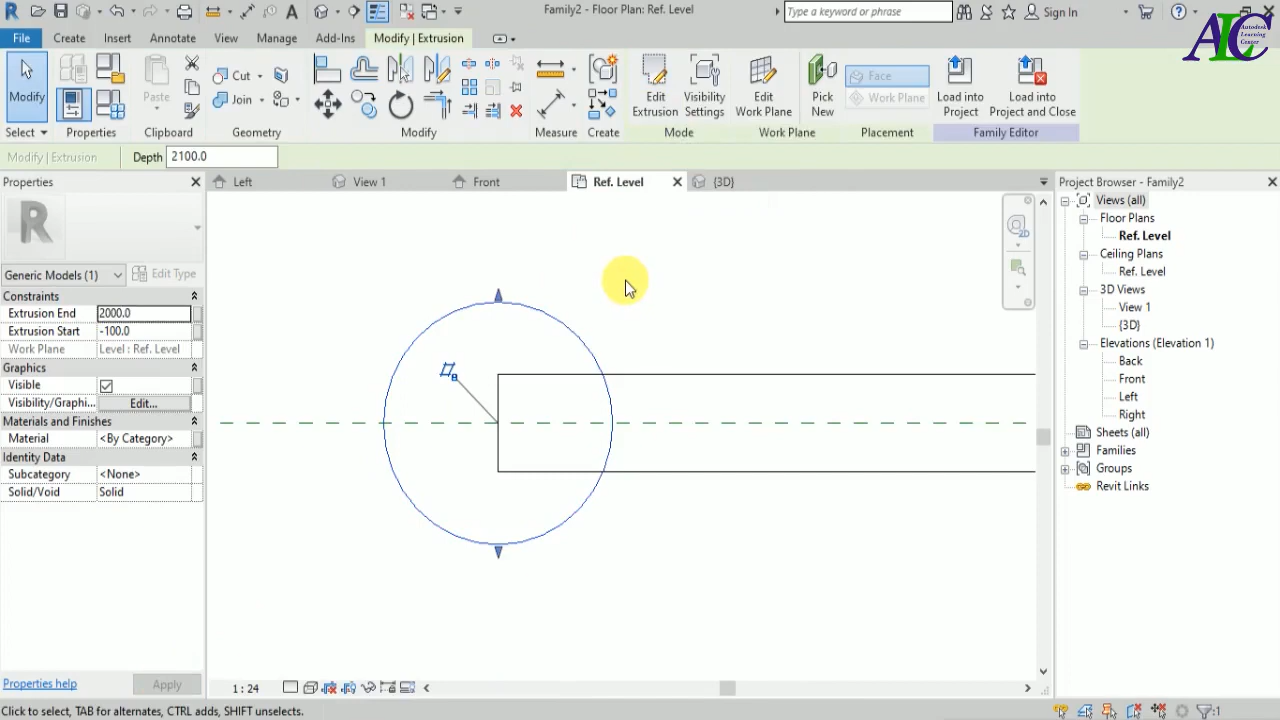 Family2 - Floor Plan: Ref. Level
Type a keyword or phrase
Sign In
Autodesk
Learning
Center
ALC
File
Create
Insert
Annotate
View
Manage
Add-Ins
Modify | Extrusion
Modify
Select
Properties
Paste
Clipboard
Cut
Join
Geometry
Modify
Measure
Create
Edit
Extrusion
Visibility
Settings
Mode
Edit
Work Plane
Work Plane
Pick
New
Face
Work Plane
Placement
Load into
Project
Load into
Project and Close
Family Editor
Modify | Extrusion
Depth
2100.0
Properties
Left
View 1
Front
Ref. Level
{3D}
Project Browser - Family2
Generic Models (1)
Edit Type
Constraints
Extrusion End 2000.0
Extrusion Start -100.0
Work Plane Level : Ref. Level
Graphics
Visible
Visibility/Graphi... Edit...
Materials and Finishes
Material <By Category>
Identity Data
Subcategory <None>
Solid/Void Solid
Properties help
Apply
2D
Views (all)
Floor Plans
Ref. Level
Ceiling Plans
Ref. Level
3D Views
View 1
{3D}
Elevations (Elevation 1)
Back
Front
Left
Right
Sheets (all)
Families
Groups
Revit Links
1 : 24
Click to select, TAB for alternates, CTRL adds, SHIFT unselects.
:1